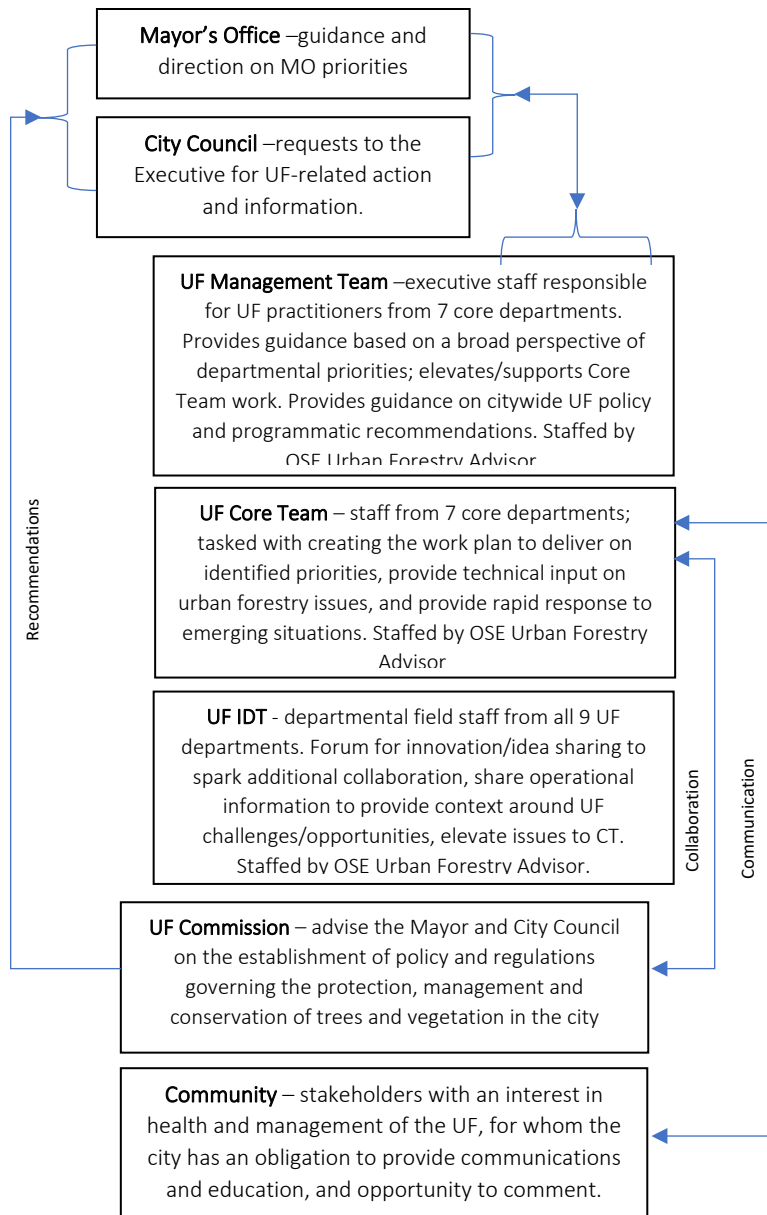 Mayor's Office –guidance and
direction on MO priorities
City Council –requests to the
Executive for UF-related action
and information.
UF Management Team –executive staff responsible
for UF practitioners from 7 core departments.
Provides guidance based on a broad perspective of
departmental priorities; elevates/supports Core
Team work. Provides guidance on citywide UF policy
and programmatic recommendations. Staffed by
OSE Urban Forestry Advisor
UF Core Team – staff from 7 core departments;
tasked with creating the work plan to deliver on
identified priorities, provide technical input on
urban forestry issues, and provide rapid response to
emerging situations. Staffed by OSE Urban Forestry
Advisor
UF IDT - departmental field staff from all 9 UF
departments. Forum for innovation/idea sharing to
spark additional collaboration, share operational
information to provide context around UF
challenges/opportunities, elevate issues to CT.
Staffed by OSE Urban Forestry Advisor.
UF Commission – advise the Mayor and City Council
on the establishment of policy and regulations
governing the protection, management and
conservation of trees and vegetation in the city
Community – stakeholders with an interest in
health and management of the UF, for whom the
city has an obligation to provide communications
and education, and opportunity to comment.
Recommendations
Collaboration
Communication